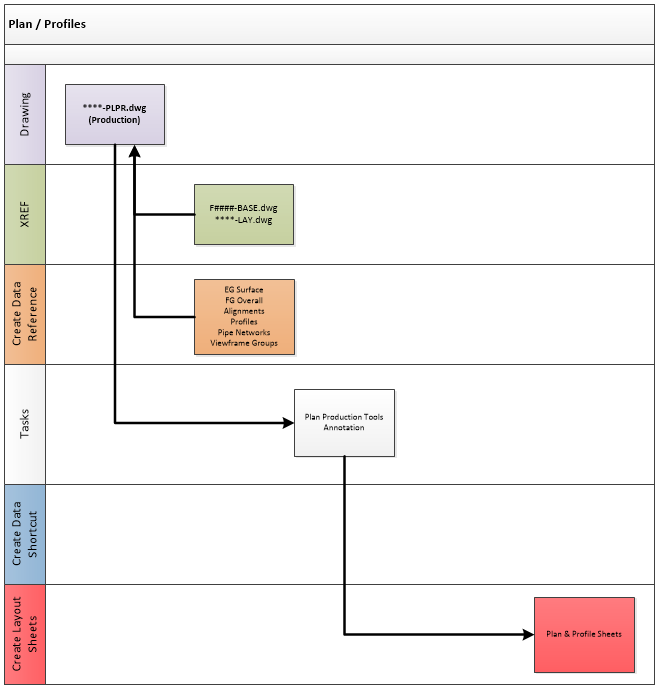 Plan / Profiles
Drawing
****-PLPR.dwg
(Production)
XREF
F####-BASE.dwg
****-LAY.dwg
Create Data
Reference
EG Surface
FG Overall
Alignments
Profiles
Pipe Networks
Viewframe Groups
Tasks
Plan Production Tools
Annotation
Create Data
Shortcut
Create Layout
Sheets
Plan & Profile Sheets